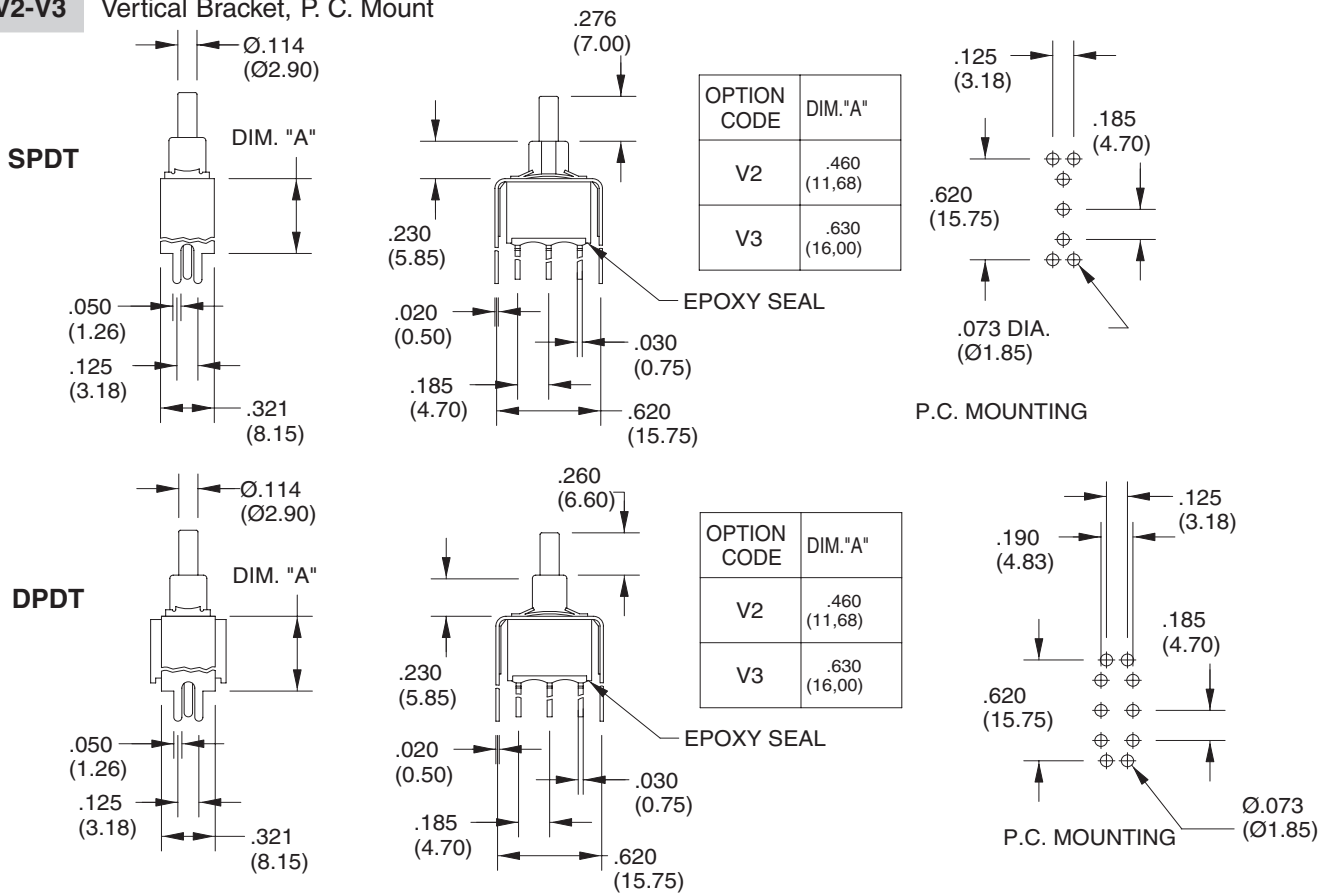 V2-V3 Vertical Bracket, P. C. Mount
SPDT
Ø.114
(Ø2.90)
DIM. "A"
.050
(1.26)
.125
(3.18)
.321
(8.15)
.276
(7.00)
.230
(5.85)
.020
(0.50)
.185
(4.70)
EPOXY SEAL
.030
(0.75)
.620
(15.75)
OPTION
CODE
DIM."A"
V2
.460
(11,68)
V3
.630
(16,00)
.125
(3.18)
.185
(4.70)
.620
(15.75)
.073 DIA.
(Ø1.85)
P.C. MOUNTING
DPDT
Ø.114
(Ø2.90)
DIM. "A"
.050
(1.26)
.125
(3.18)
.321
(8.15)
.260
(6.60)
.230
(5.85)
.020
(0.50)
.185
(4.70)
EPOXY SEAL
.030
(0.75)
.620
(15.75)
OPTION
CODE
DIM."A"
V2
.460
(11,68)
V3
.630
(16,00)
.125
(3.18)
.190
(4.83)
.185
(4.70)
.620
(15.75)
Ø.073
(Ø1.85)
P.C. MOUNTING